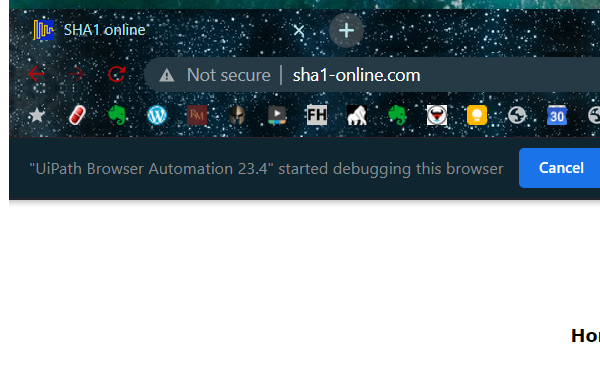 SHA1 online
Not secure | sha1-online.com
RM FH 30
"UiPath Browser Automation 23.4" started debugging this browser Cancel